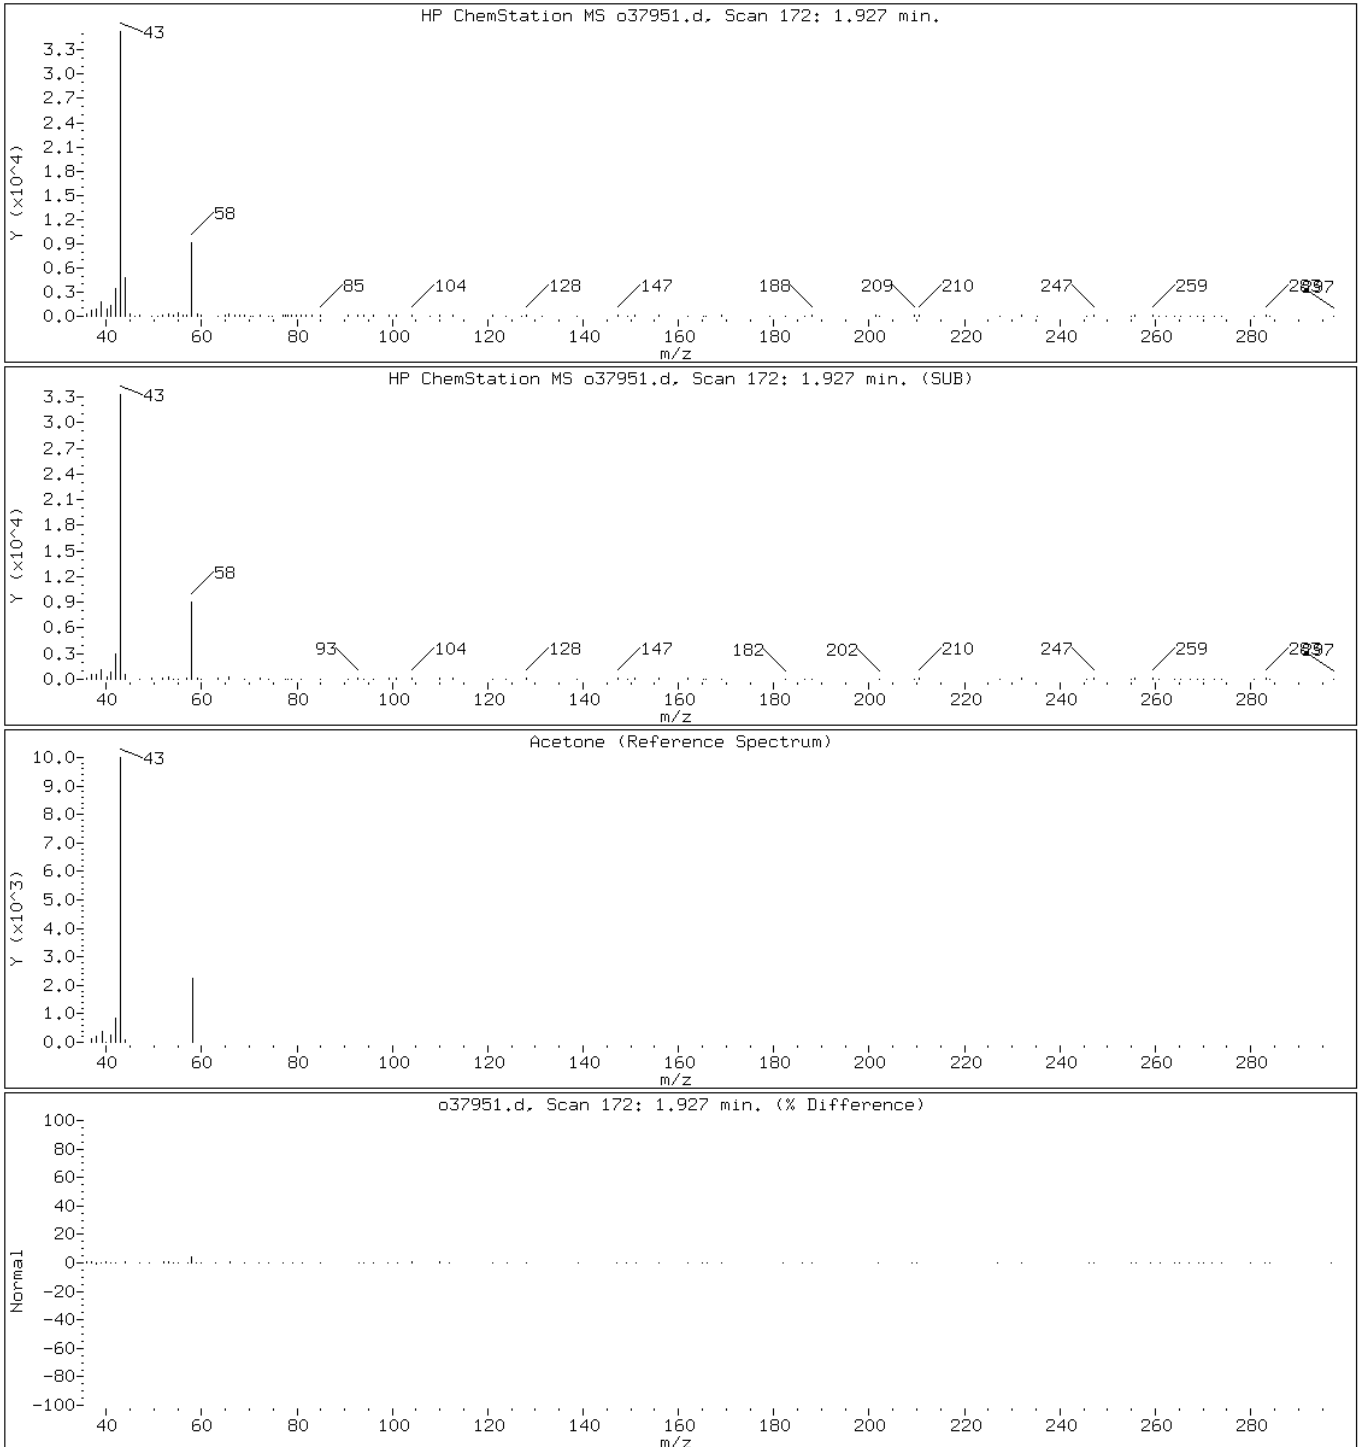 HP ChemStation MS o37951.d, Scan 172: 1.927 min.
43
3.3
3.0
2.7
2.4
2.1
1.8
1.5
1.2
0.9
0.6
0.3
0.0
Y (x10^4)
58
85 104 128 147 188 209 210 247 259
40 60 80 100 120 140 160 180 200 220 240 260 280
m/z
HP ChemStation MS o37951.d, Scan 172: 1.927 min. (SUB)
43
3.3
3.0
2.7
2.4
2.1
1.8
1.5
1.2
0.9
0.6
0.3
0.0
Y (x10^4)
58
93 104 128 147 182 202 210 247 259
40 60 80 100 120 140 160 180 200 220 240 260 280
m/z
Acetone (Reference Spectrum)
43
10.0
9.0
8.0
7.0
6.0
5.0
4.0
3.0
2.0
1.0
0.0
Y (x10^3)
40 60 80 100 120 140 160 180 200 220 240 260 280
m/z
o37951.d, Scan 172: 1.927 min. (% Difference)
100
80
60
40
20
0
-20
-40
-60
-80
-100
Normal
40 60 80 100 120 140 160 180 200 220 240 260 280
m/z